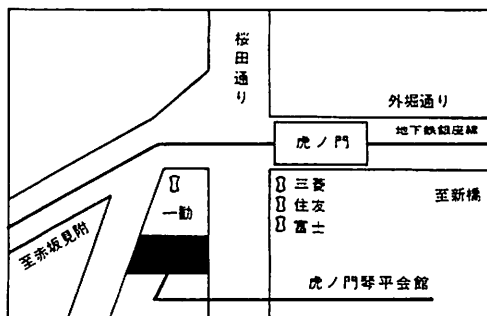 桜田通り
外堀通り
地下鉄銀座線
虎ノ門
三菱
住友
富士
一勧
至新橋
至赤坂見附
虎ノ門琴平会館